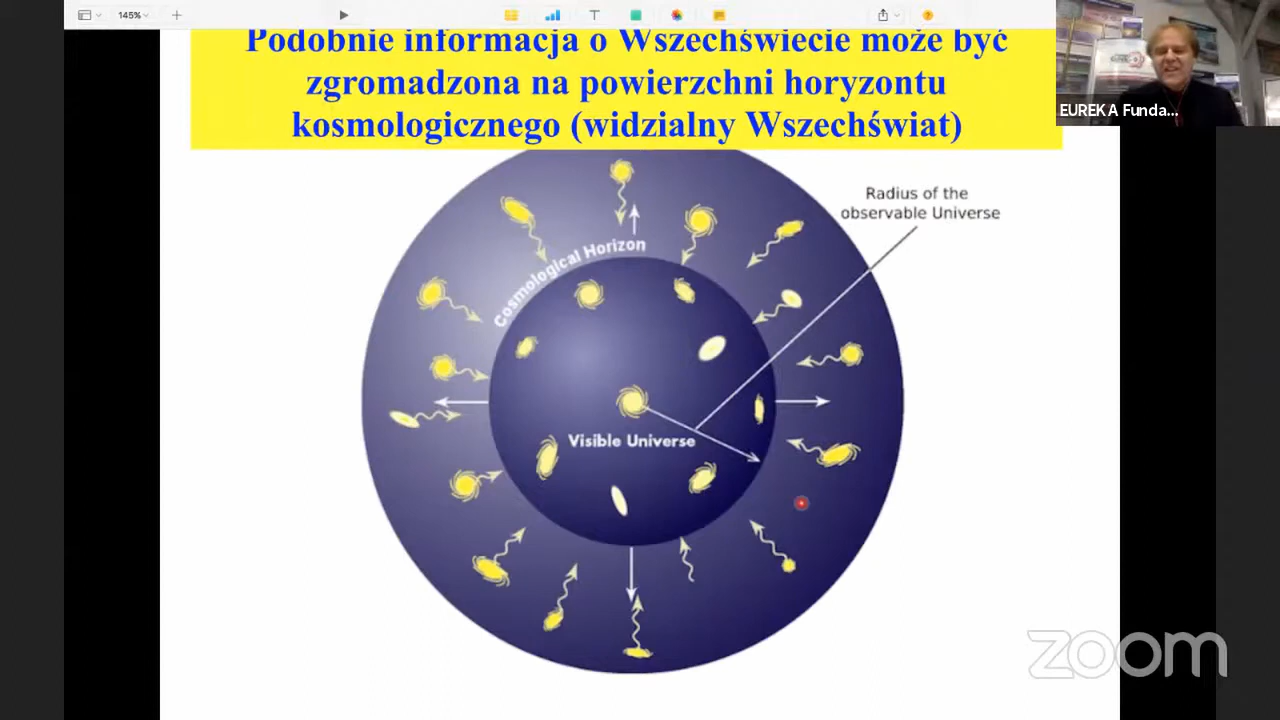 145%
Podobnie informacja o Wszechświecie może być
zgromadzona na powierzchni horyzontu
kosmologicznego (widzialny Wszechświat)
EUREKA Funda...
Radius of the
observable Universe
Cosmological Horizon
Visible Universe
zoom